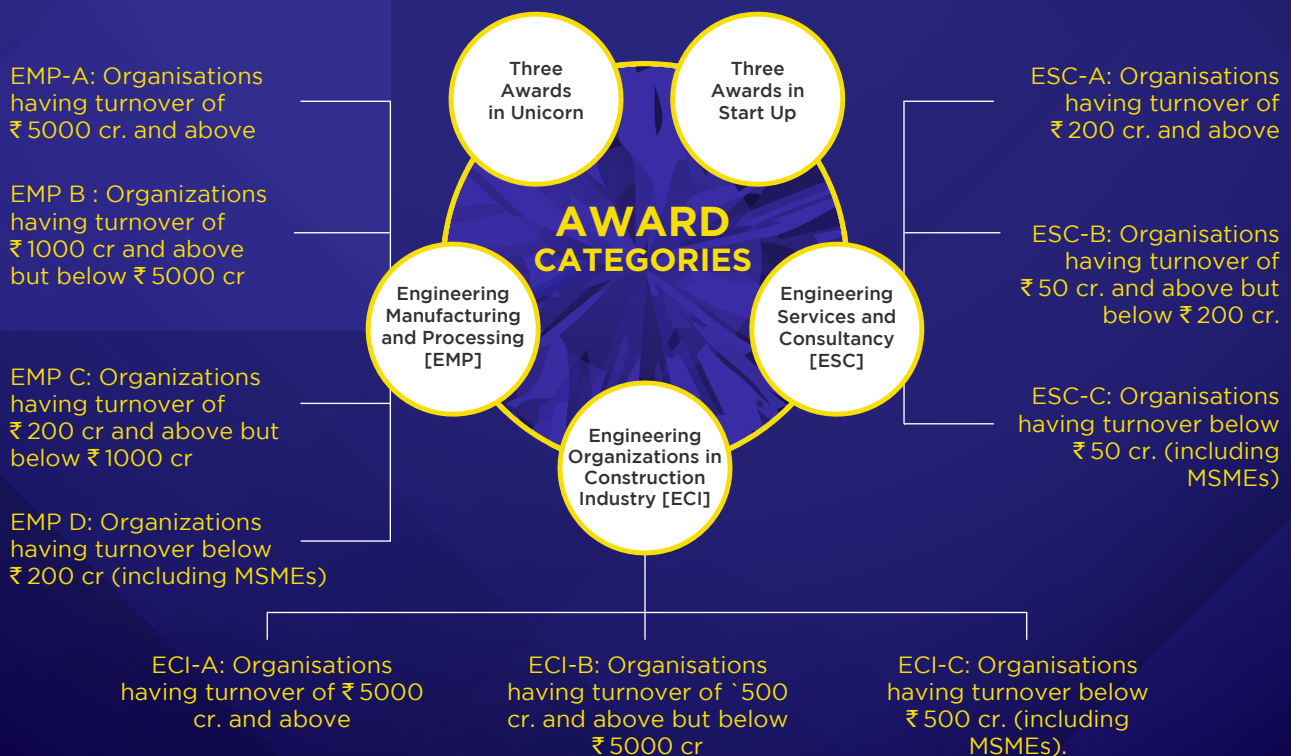 Three
Awards
in Unicorn
Three
Awards in
Start Up
AWARD
CATEGORIES
EMP-A: Organisations
having turnover of
₹ 5000 cr. and above
EMP B : Organizations
having turnover of
₹ 1000 cr and above
but below ₹ 5000 cr
EMP C: Organizations
having turnover of
₹ 200 cr and above but
below ₹ 1000 cr
EMP D: Organizations
having turnover below
₹ 200 cr (including MSMEs)
Engineering
Manufacturing
and Processing
[EMP]
Engineering
Services and
Consultancy
[ESC]
ESC-A: Organisations
having turnover of
₹ 200 cr. and above
ESC-B: Organisations
having turnover of
₹ 50 cr. and above but
below ₹ 200 cr.
ESC-C: Organisations
having turnover below
₹ 50 cr. (including
MSMEs)
Engineering
Organizations in
Construction
Industry [ECI]
ECI-A: Organisations
having turnover of ₹ 5000
cr. and above
ECI-B: Organisations
having turnover of `500
cr. and above but below
₹ 5000 cr
ECI-C: Organisations
having turnover below
₹ 500 cr. (including
MSMEs).